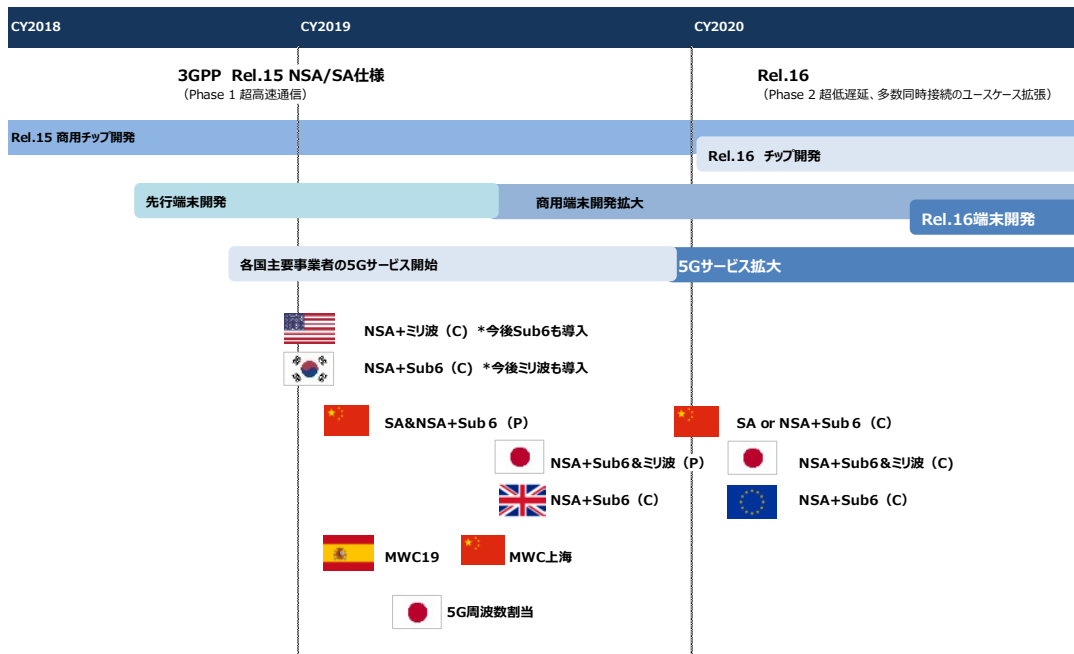 CY2018
CY2019
CY2020
3GPP Rel.15 NSA/SA仕様
（Phase 1 超高速通信）
Rel.16
（Phase 2 超低遅延、多数同時接続のユースケース拡張）
Rel.15 商用チップ開発
Rel.16 チップ開発
先行端末開発
商用端末開発拡大
Rel.16端末開発
各国主要事業者の5Gサービス開始
5Gサービス拡大
NSA+ミリ波（C) *今後Sub6も導入
NSA+Sub6（C) *今後ミリ波も導入
SA&NSA+Sub６（P）
SA or NSA+Sub６（C）
NSA+Sub6＆ミリ波（P）
NSA+Sub6＆ミリ波（C)
NSA+Sub6（C）
NSA+Sub6（C）
MWC19
MWC上海
5G周波数割当